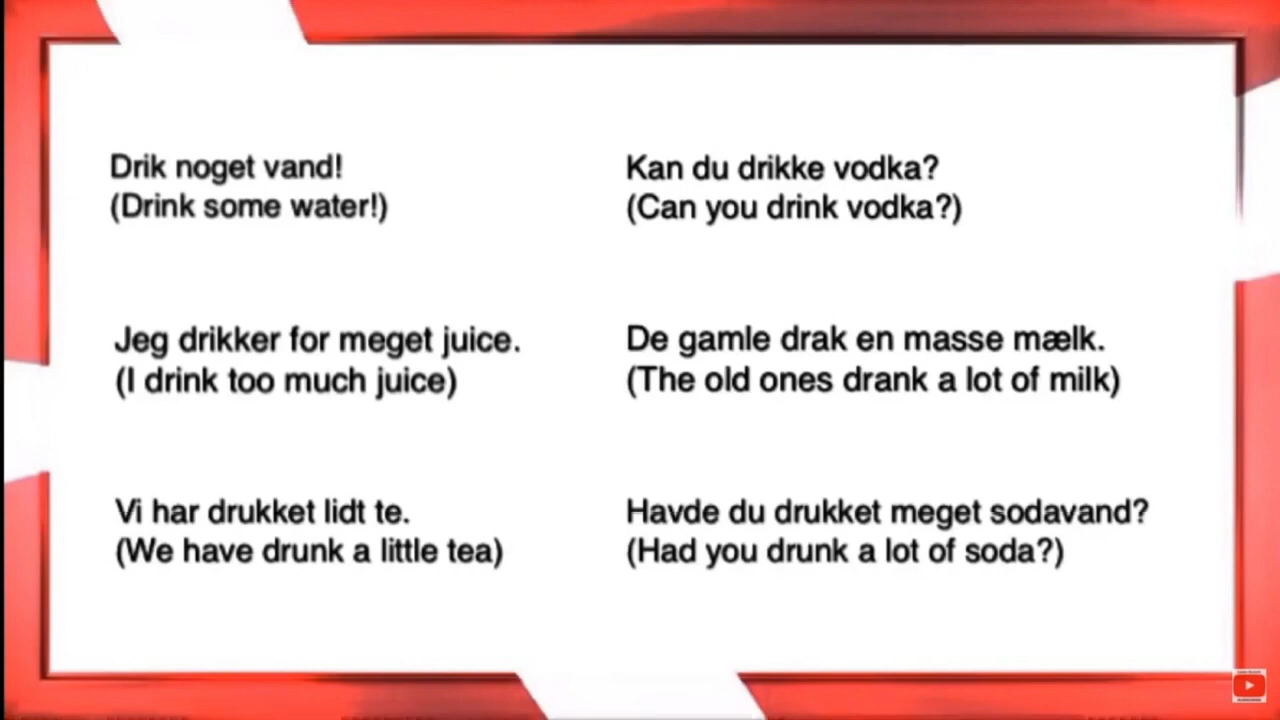 Drik noget vand!
(Drink some water!)
Kan du drikke vodka?
(Can you drink vodka?)
Jeg drikker for meget juice.
(I drink too much juice)
De gamle drak en masse mælk.
(The old ones drank a lot of milk)
Vi har drukket lidt te.
(We have drunk a little tea)
Havde du drukket meget sodavand?
(Had you drunk a lot of soda?)